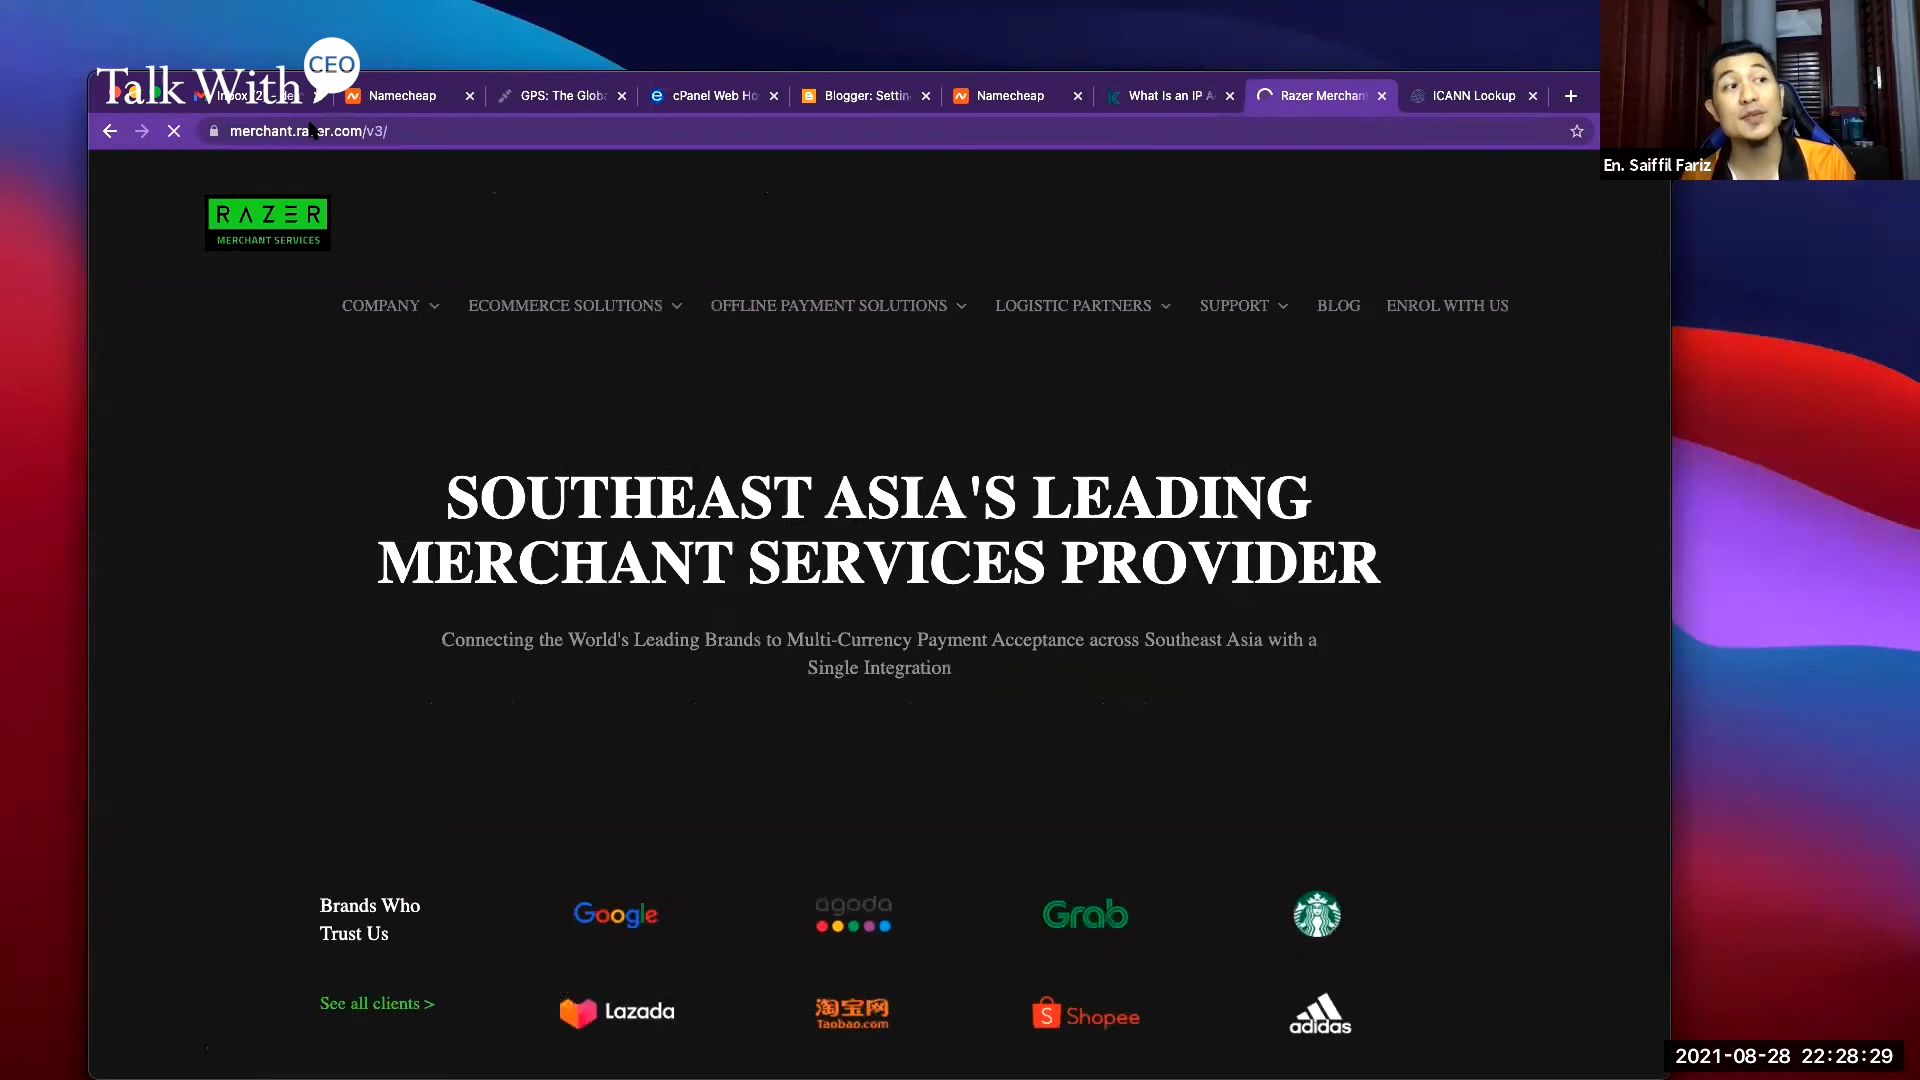 Talk With CEO
Namecheap
GPS: The Globa
cPanel Web Ho
Blogger: Settin
Namecheap
What Is an IP A
Razer Merchan
ICANN Lookup
merchant.razer.com/v3/
En. Saiffil Fariz
RAZER
MERCHANT SERVICES
COMPANY
ECOMMERCE SOLUTIONS
OFFLINE PAYMENT SOLUTIONS
LOGISTIC PARTNERS
SUPPORT
BLOG
ENROL WITH US
SOUTHEAST ASIA'S LEADING
MERCHANT SERVICES PROVIDER
Connecting the World's Leading Brands to Multi-Currency Payment Acceptance across Southeast Asia with a
Single Integration
Brands Who
Trust Us
Google
agoda
Grab
See all clients >
Lazada
淘宝网
Taobao.com
Shopee
adidas
2021-08-28 22:28:29